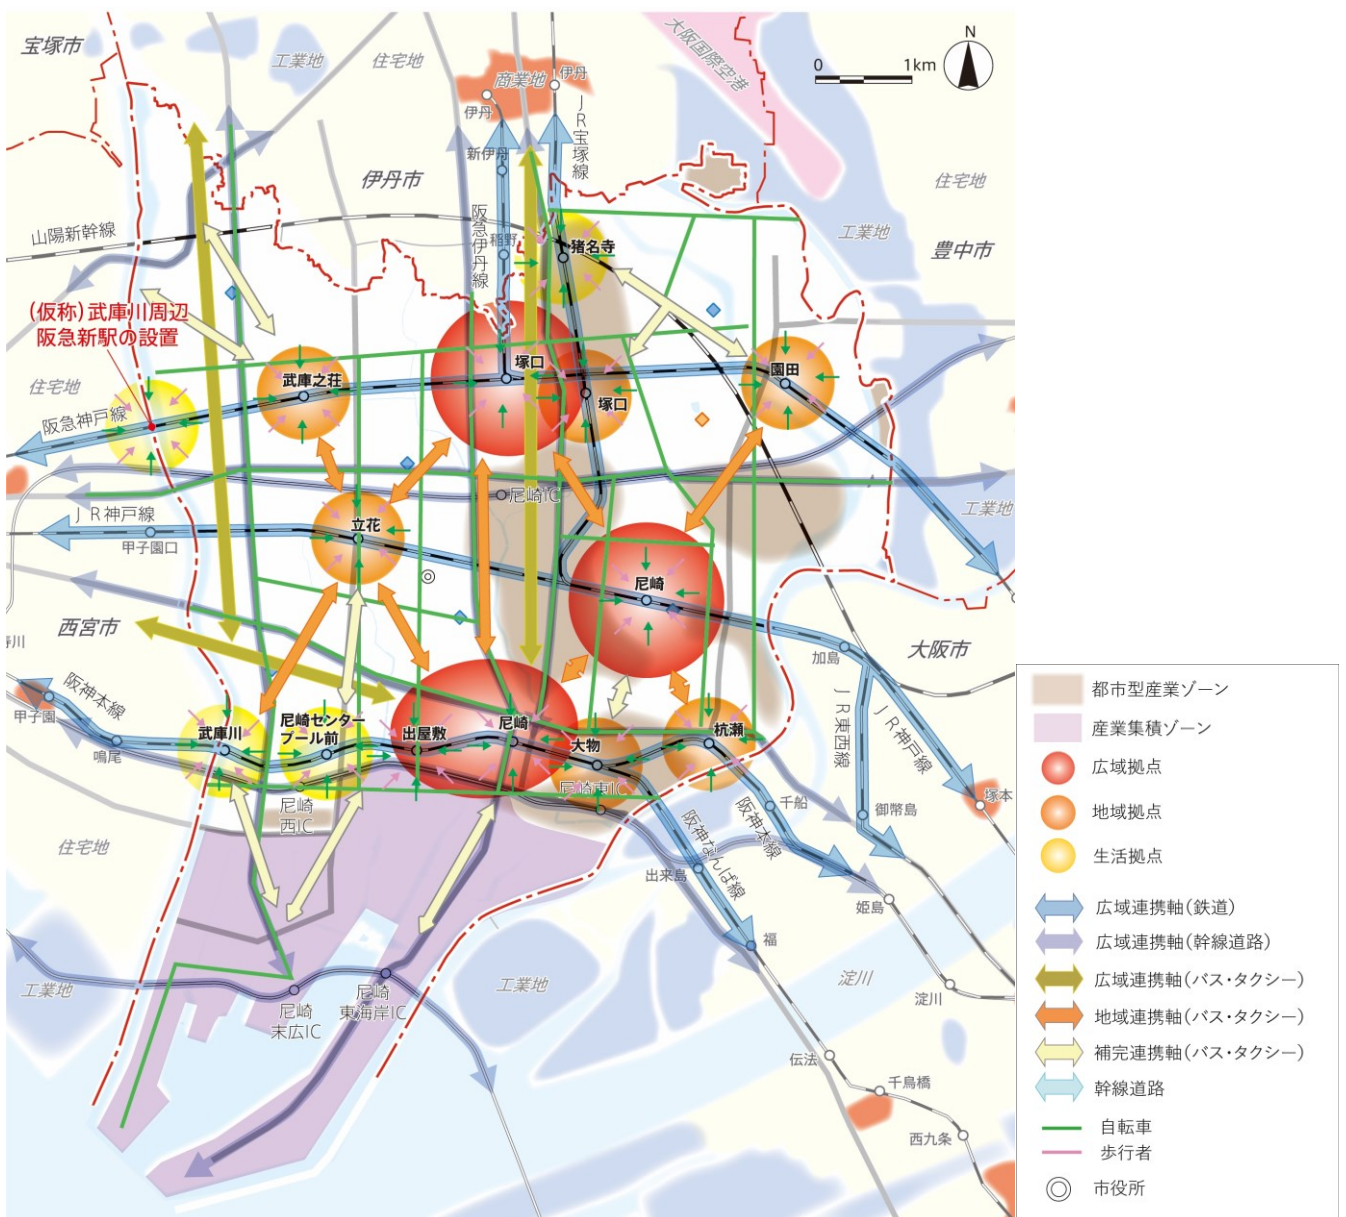 宝塚市
工業地
住宅地
商業地
伊丹
伊丹
大阪国際空港
0 1km
N
新伊丹
JR宝塚線
伊丹市
住宅地
山陽新幹線
阪急伊丹線
稲野
猪名寺
工業地
豊中市
(仮称)武庫川周辺
阪急新駅の設置
住宅地
武庫之荘
塚口
塚口
園田
阪急神戸線
尼崎IC
JR神戸線
甲子園口
立花
工業地
尼崎
西宮市
加島
大阪市
阪神本線
甲子園
鳴尾
武庫川
尼崎センター
プール前
出屋敷
尼崎
大物
杭瀬
JR東西線
JR神戸線
尼崎
西IC
尼崎東IC
千船
御幣島
塚本
住宅地
阪神なんば線
阪神本線
出来島
姫島
福
工業地
尼崎
末広IC
尼崎
東海岸IC
工業地
淀川
淀川
伝法
千鳥橋
西九条
都市型産業ゾーン
産業集積ゾーン
広域拠点
地域拠点
生活拠点
広域連携軸(鉄道)
広域連携軸(幹線道路)
広域連携軸(バス・タクシー)
地域連携軸(バス・タクシー)
補完連携軸(バス・タクシー)
幹線道路
自転車
歩行者
市役所